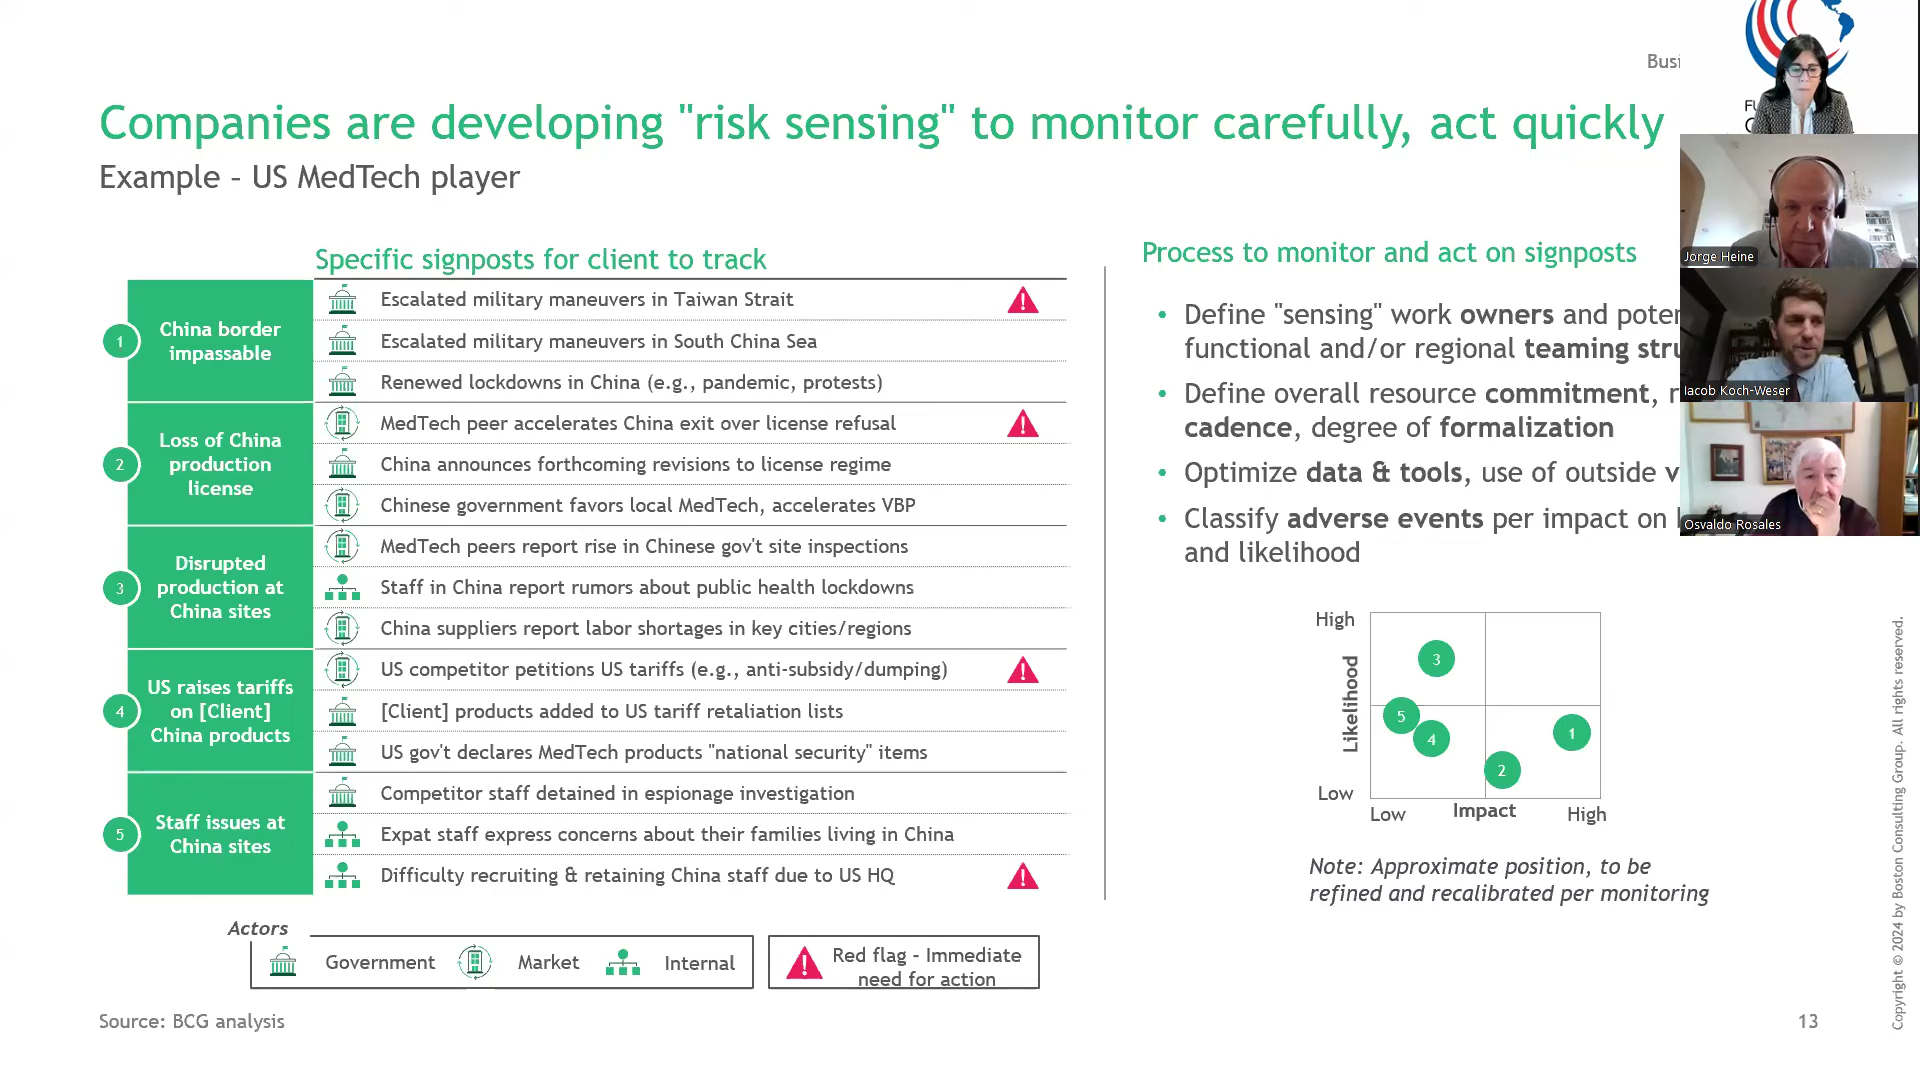 Busi
Companies are developing "risk sensing" to monitor carefully, act quickly
Example – US MedTech player
Specific signposts for client to track
1
China border
impassable
Escalated military maneuvers in Taiwan Strait
Escalated military maneuvers in South China Sea
Renewed lockdowns in China (e.g., pandemic, protests)
2
Loss of China
production
license
MedTech peer accelerates China exit over license refusal
China announces forthcoming revisions to license regime
Chinese government favors local MedTech, accelerates VBP
3
Disrupted
production at
China sites
MedTech peers report rise in Chinese gov't site inspections
Staff in China report rumors about public health lockdowns
China suppliers report labor shortages in key cities/regions
4
US raises tariffs
on [Client]
China products
US competitor petitions US tariffs (e.g., anti-subsidy/dumping)
[Client] products added to US tariff retaliation lists
US gov't declares MedTech products "national security" items
5
Staff issues at
China sites
Competitor staff detained in espionage investigation
Expat staff express concerns about their families living in China
Difficulty recruiting & retaining China staff due to US HQ
Actors
Government
Market
Internal
Red flag – Immediate
need for action
Source: BCG analysis
Process to monitor and act on signposts
• Define "sensing" work owners and poten
functional and/or regional teaming stru
• Define overall resource commitment, r
cadence, degree of formalization
• Optimize data & tools, use of outside v
• Classify adverse events per impact on
and likelihood
High
Likelihood
Low
3
5
4
1
2
Low
Impact
High
Note: Approximate position, to be
refined and recalibrated per monitoring
13
Copyright © 2024 by Boston Consulting Group. All rights reserved.
Jorge Heine
Jacob Koch-Weser
Osvaldo Rosales